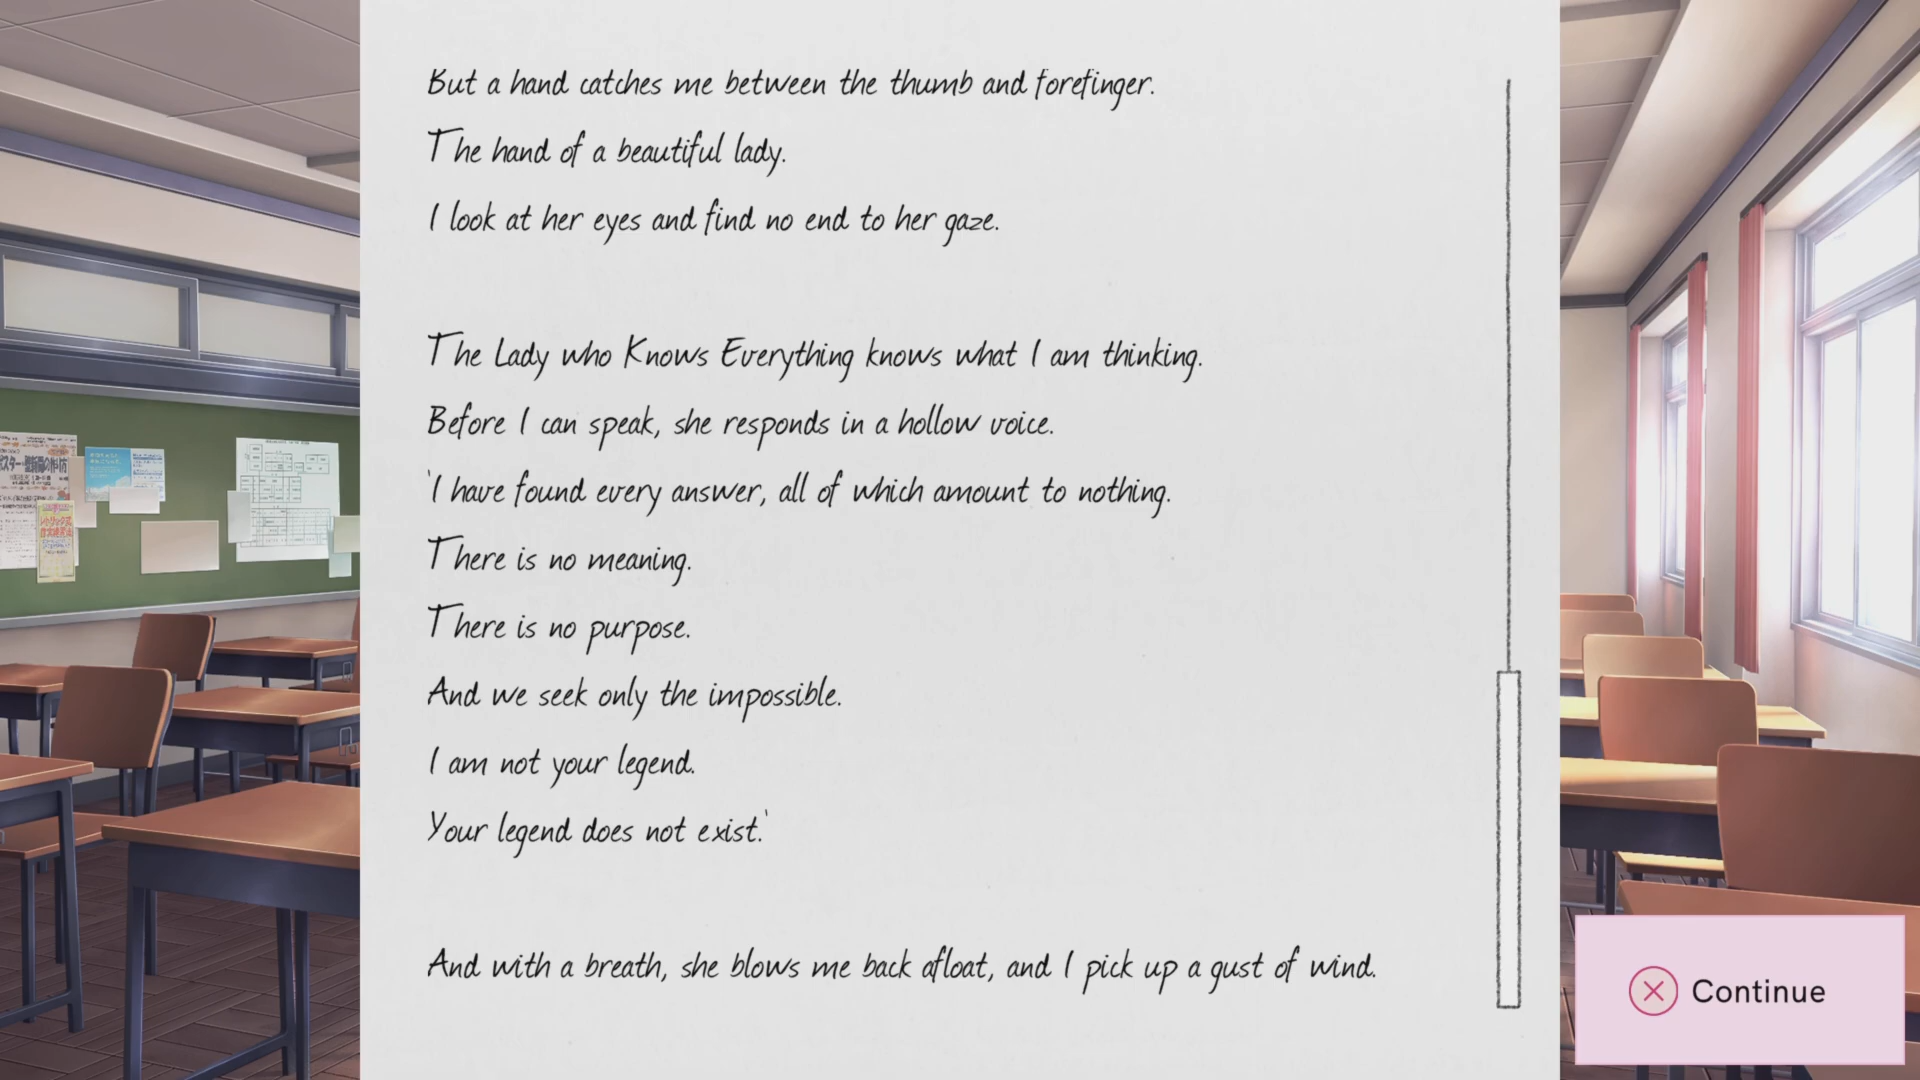 But a hand catches me between the thumb and forefinger.
The hand of a beautiful lady.
I look at her eyes and find no end to her gaze.
The Lady who Knows Everything knows what I am thinking.
Before I can speak, she responds in a hollow voice.
'I have found every answer, all of which amount to nothing.
There is no meaning.
There is no purpose.
And we seek only the impossible.
I am not your legend.
Your legend does not exist.'
And with a breath, she blows me back afloat, and I pick up a gust of wind.
Continue